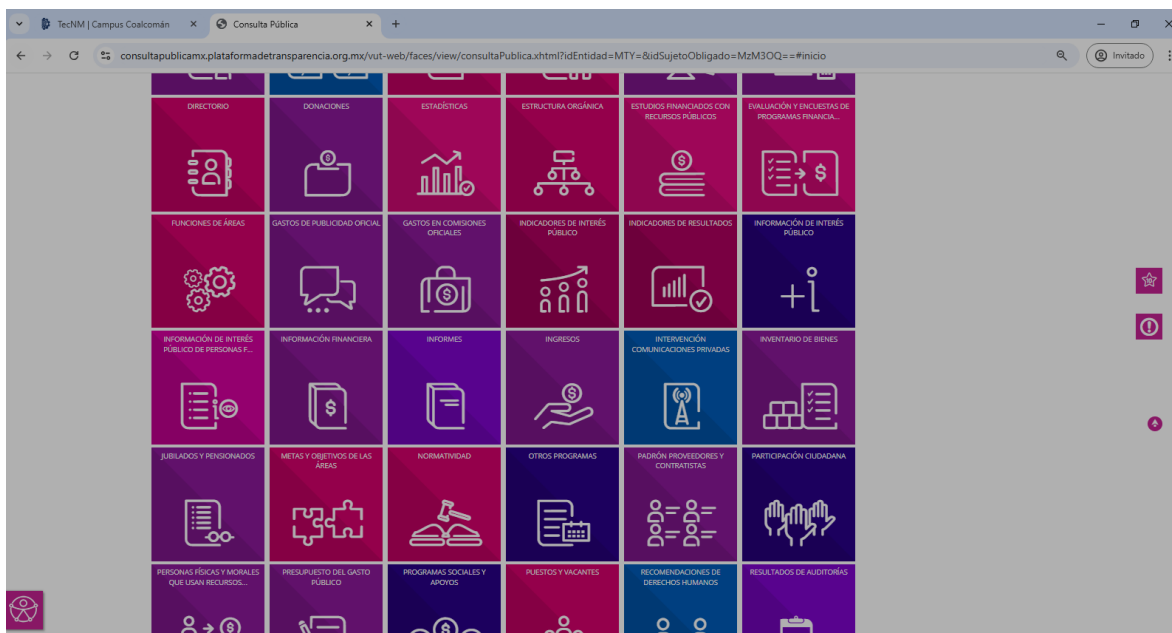 TecNM | Campus Coalcomán
Consulta Pública
consultapublicamx.plataformadetransparencia.org.mx/vut-web/faces/view/consultaPublica.xhtml?idEntidad=MTY=&idSujetoObligado=MzM3OQ==#inicio
Invitado
DIRECTORIO
DONACIONES
ESTADÍSTICAS
ESTRUCTURA ORGÁNICA
ESTUDIOS FINANCIADOS CON
RECURSOS PÚBLICOS
EVALUACIÓN Y ENCUESTAS DE
PROGRAMAS FINANCIA...
FUNCIONES DE ÁREAS
GASTOS DE PUBLICIDAD OFICIAL
GASTOS EN COMISIONES
OFICIALES
INDICADORES DE INTERÉS
PÚBLICO
INDICADORES DE RESULTADOS
INFORMACIÓN DE INTERÉS
PÚBLICO
INFORMACIÓN DE INTERÉS
PÚBLICO DE PERSONAS F...
INFORMACIÓN FINANCIERA
INFORMES
INGRESOS
INTERVENCIÓN
COMUNICACIONES PRIVADAS
INVENTARIO DE BIENES
JUBILADOS Y PENSIONADOS
METAS Y OBJETIVOS DE LAS
ÁREAS
NORMATIVIDAD
OTROS PROGRAMAS
PADRÓN PROVEEDORES Y
CONTRATISTAS
PARTICIPACIÓN CIUDADANA
PERSONAS FÍSICAS Y MORALES
QUE USAN RECURSOS...
PRESUPUESTO DEL GASTO
PÚBLICO
PROGRAMAS SOCIALES Y
APOYOS
PUESTOS Y VACANTES
RECOMENDACIONES DE
DERECHOS HUMANOS
RESULTADOS DE AUDITORÍAS